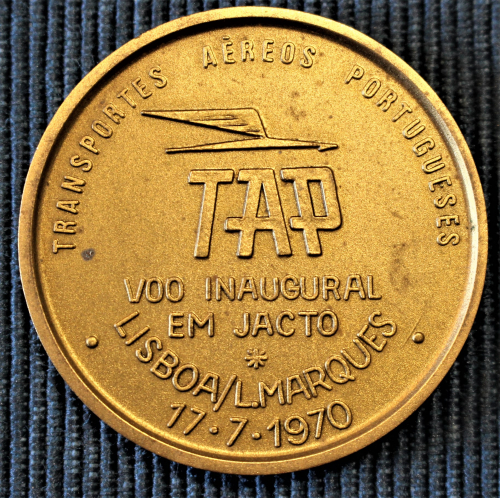 TRANSPORTES AÉREOS PORTUGUESES
TAP
VOO INAUGURAL
EM JACTO
LISBOA/L.MARQUES
17·7·1970